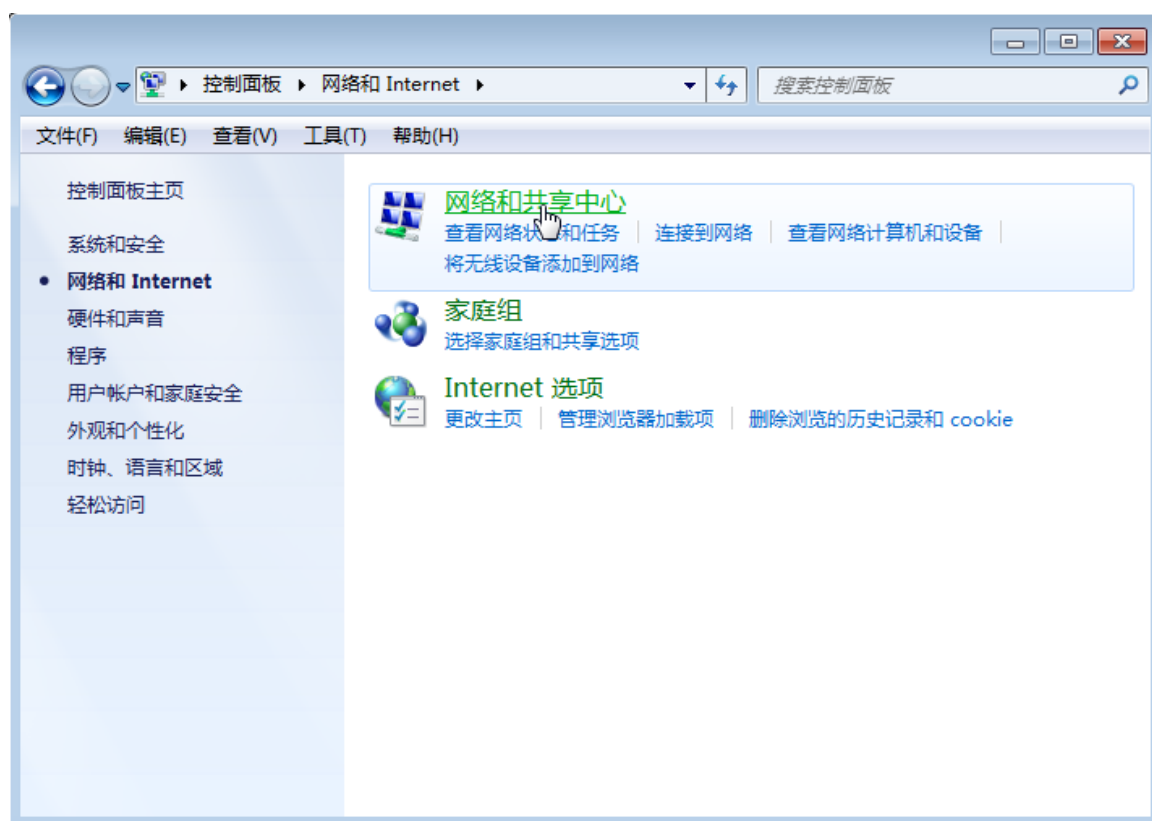 控制面板 网络和 Internet 搜索控制面板
文件(F) 编辑(E) 查看(V) 工具(T) 帮助(H)
控制面板主页
系统和安全
网络和 Internet
硬件和声音
程序
用户帐户和家庭安全
外观和个性化
时钟、语言和区域
轻松访问
网络和共享中心
查看网络状态和任务 连接到网络 查看网络计算机和设备
将无线设备添加到网络
家庭组
选择家庭组和共享选项
Internet 选项
更改主页 管理浏览器加载项 删除浏览的历史记录和 cookie